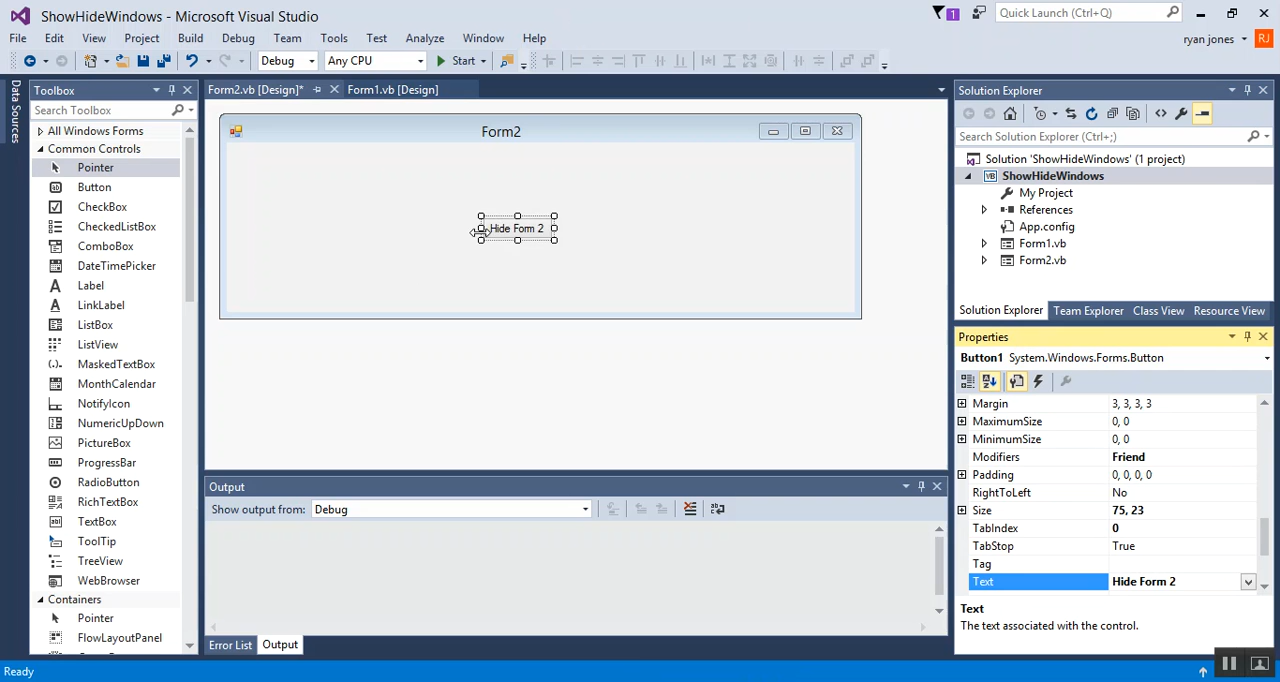 ShowHideWindows - Microsoft Visual Studio
1
Quick Launch (Ctrl+Q)
File Edit View Project Build Debug Team Tools Test Analyze Window Help
ryan jones
RJ
Debug
Any CPU
Start
Data Sources
Toolbox
Search Toolbox
All Windows Forms
Common Controls
Pointer
Button
CheckBox
CheckedListBox
ComboBox
DateTimePicker
Label
LinkLabel
ListBox
ListView
MaskedTextBox
MonthCalendar
NotifyIcon
NumericUpDown
PictureBox
ProgressBar
RadioButton
RichTextBox
TextBox
ToolTip
TreeView
WebBrowser
Containers
Pointer
FlowLayoutPanel
Form2.vb [Design]*
Form1.vb [Design]
Form2
Hide Form 2
Output
Show output from:
Debug
Error List
Output
Solution Explorer
Search Solution Explorer (Ctrl+;)
Solution 'ShowHideWindows' (1 project)
VB ShowHideWindows
My Project
References
App.config
Form1.vb
Form2.vb
Solution Explorer Team Explorer Class View Resource View
Properties
Button1 System.Windows.Forms.Button
Margin 3, 3, 3, 3
MaximumSize 0, 0
MinimumSize 0, 0
Modifiers Friend
Padding 0, 0, 0, 0
RightToLeft No
Size 75, 23
TabIndex 0
TabStop True
Tag
Text Hide Form 2
Text
The text associated with the control.
Ready